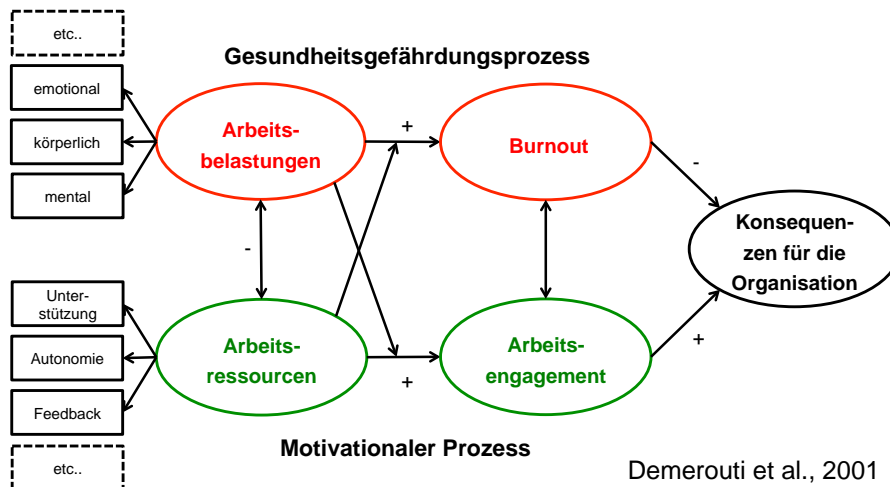 etc..
Gesundheitsgefährdungsprozess
emotional
körperlich
mental
Arbeits-
belastungen
+
Burnout
-
-
Konsequen-
zen für die
Organisation
Unter-
stützung
Autonomie
Feedback
etc..
Arbeits-
ressourcen
+
Arbeits-
engagement
+
Motivationaler Prozess
Demerouti et al., 2001